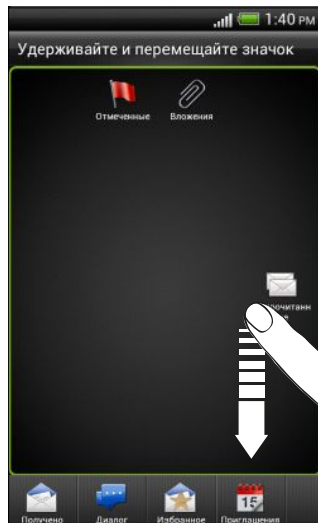 1:40 PM
Удерживайте и перемещайте значок
Отмеченные Вложения
15
Получено Диалог Избранное Приглашения